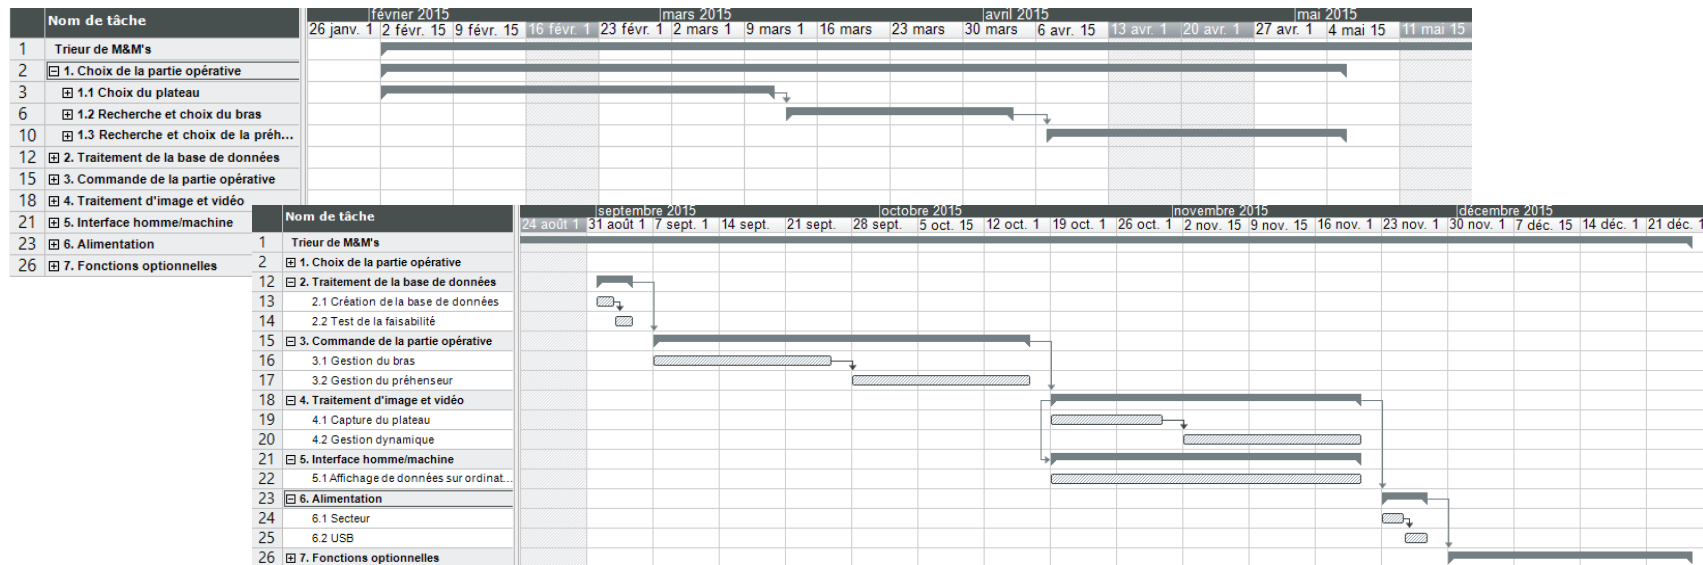 Nom de tâche
février 2015 mars 2015 avril 2015 mai 2015
26 janv. 1 2 févr. 15 9 févr. 15 16 févr. 1 23 févr. 1 2 mars 1 9 mars 1 16 mars 23 mars 30 mars 6 avr. 15 13 avr. 1 20 avr. 1 27 avr. 1 4 mai 15 11 mai 15
1 Trieur de M&M's
2 1. Choix de la partie opérative
3 1.1 Choix du plateau
6 1.2 Recherche et choix du bras
10 1.3 Recherche et choix de la préh...
12 2. Traitement de la base de données
15 3. Commande de la partie opérative
18 4. Traitement d'image et vidéo
21 5. Interface homme/machine
23 6. Alimentation
26 7. Fonctions optionnelles
Nom de tâche
septembre 2015 octobre 2015 novembre 2015 décembre 2015
24 août 1 31 août 1 7 sept. 1 14 sept. 21 sept. 28 sept. 5 oct. 15 12 oct. 1 19 oct. 1 26 oct. 1 2 nov. 15 9 nov. 15 16 nov. 1 23 nov. 1 30 nov. 1 7 déc. 15 14 déc. 1 21 déc. 1
1 Trieur de M&M's
2 1. Choix de la partie opérative
12 2. Traitement de la base de données
13 2.1 Création de la base de données
14 2.2 Test de la faisabilité
15 3. Commande de la partie opérative
16 3.1 Gestion du bras
17 3.2 Gestion du préhenseur
18 4. Traitement d'image et vidéo
19 4.1 Capture du plateau
20 4.2 Gestion dynamique
21 5. Interface homme/machine
22 5.1 Affichage de données sur ordinat...
23 6. Alimentation
24 6.1 Secteur
25 6.2 USB
26 7. Fonctions optionnelles